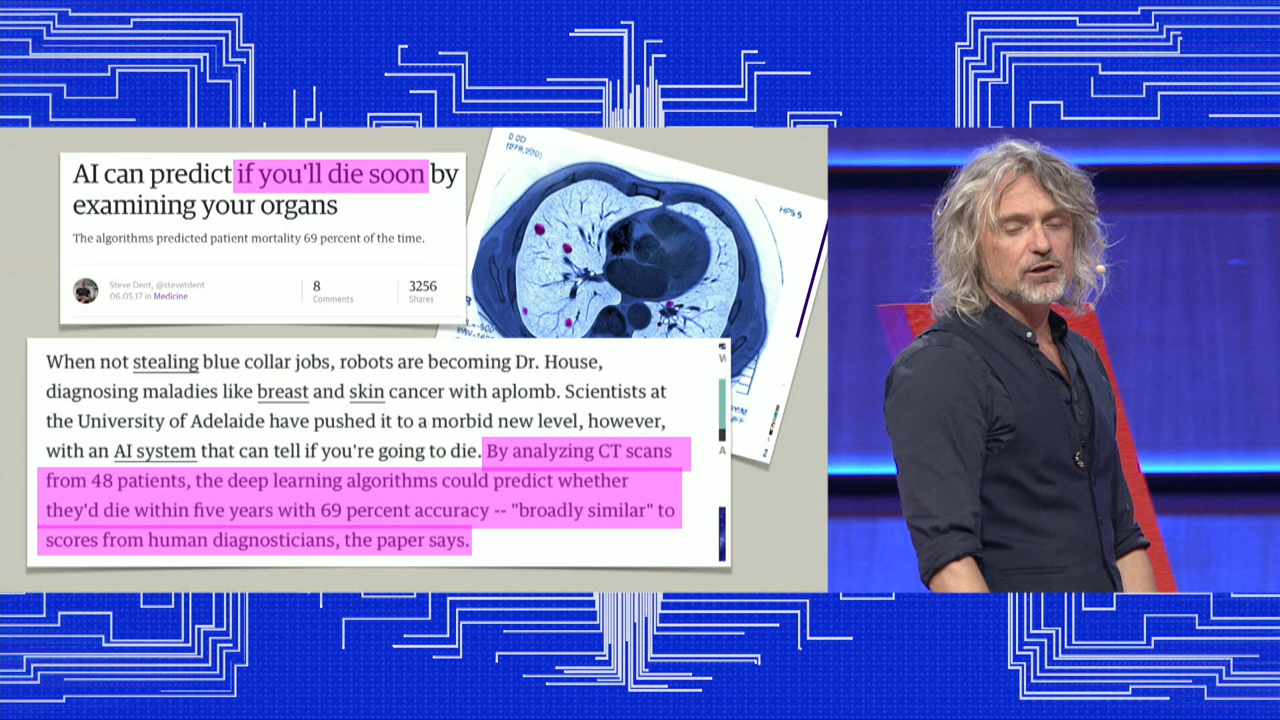 AI can predict if you'll die soon by
examining your organs
The algorithms predicted patient mortality 69 percent of the time.
Steve Dent, @stevetdent
06.05.17 in Medicine
8
Comments
3256
Shares
When not stealing blue collar jobs, robots are becoming Dr. House,
diagnosing maladies like breast and skin cancer with aplomb. Scientists at
the University of Adelaide have pushed it to a morbid new level, however,
with an AI system that can tell if you're going to die. By analyzing CT scans
from 48 patients, the deep learning algorithms could predict whether
they'd die within five years with 69 percent accuracy -- "broadly similar" to
scores from human diagnosticians, the paper says.